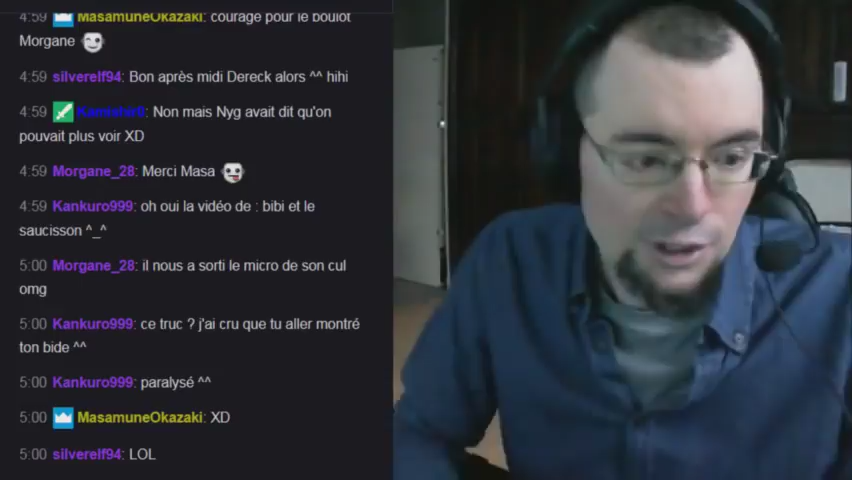 4:59 MasamuneOkazaki: courage pour le boulot
Morgane
4:59 silverelf94: Bon après midi Dereck alors ^^ hihi
4:59 : Non mais Nyg avait dit qu'on
pouvait plus voir XD
4:59 Morgane_28: Merci Masa
4:59 Kankuro999: oh oui la vidéo de : bibi et le
saucisson ^_^
5:00 Morgane_28: il nous a sorti le micro de son cul
omg
5:00 Kankuro999: ce truc ? j'ai cru que tu aller montré
ton bide ^^
5:00 Kankuro999: paralysé ^^
5:00 MasamuneOkazaki: XD
5:00 silverelf94: LOL